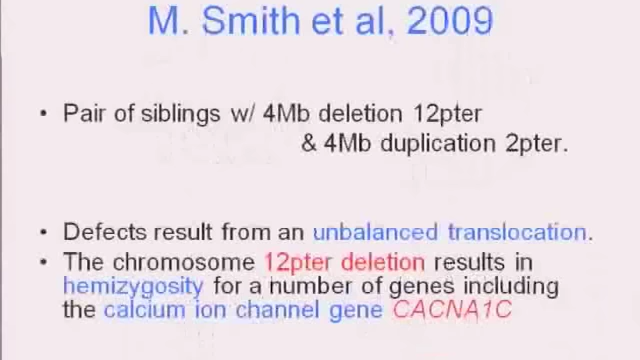 M. Smith et al, 2009
• Pair of siblings w/ 4Mb deletion 12pter
& 4Mb duplication 2pter.
• Defects result from an unbalanced translocation.
• The chromosome 12pter deletion results in
hemizygosity for a number of genes including
the calcium ion channel gene CACNA1C